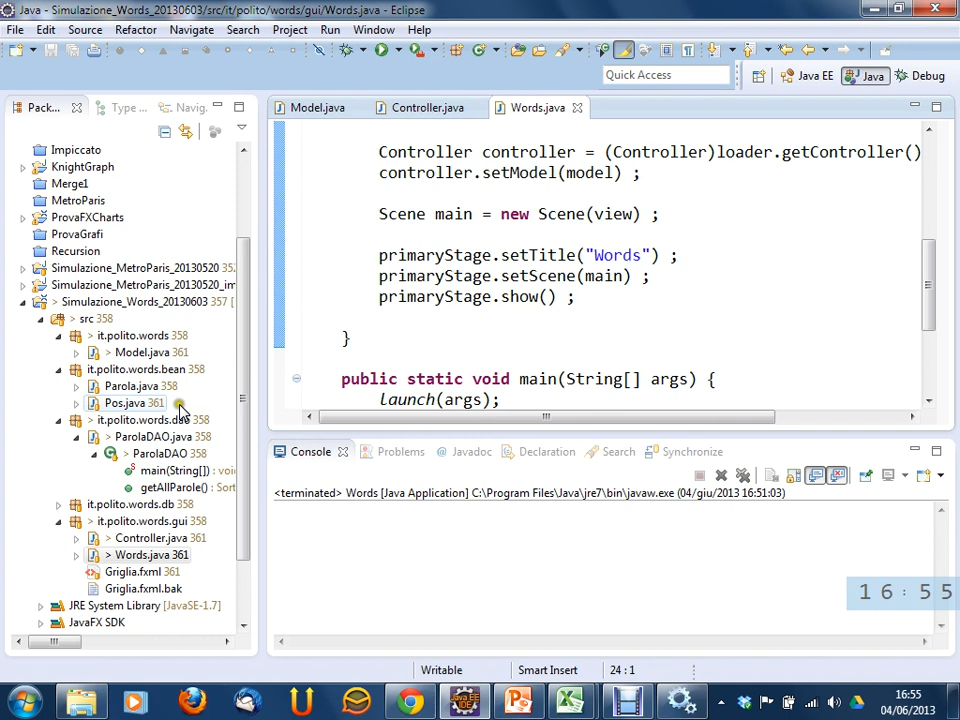 Java - Simulazione_Words_20130603/src/it/polito/words/gui/Words.java - Eclipse
File Edit Source Refactor Navigate Search Project Run Window Help
Quick Access
Java EE
Java
Debug
Pack...
Type ...
Navig.
Model.java
Controller.java
Words.java
Impiccato
KnightGraph
Merge1
MetroParis
ProvaFXCharts
ProvaGrafi
Recursion
Simulazione_MetroParis_20130520 352
Simulazione_MetroParis_20130520_im
> Simulazione_Words_20130603 357 [
> src 358
> it.polito.words 358
> Model.java 361
it.polito.words.bean 358
Parola.java 358
Pos.java 361
> it.polito.words.da 358
> ParolaDAO.java 358
> ParolaDAO 358
main(String[]) : voi
getAllParole() : Sort
it.polito.words.db 358
> it.polito.words.gui 358
> Controller.java 361
> Words.java 361
Griglia.fxml 361
Griglia.fxml.bak
JRE System Library [JavaSE-1.7]
JavaFX SDK
Controller controller = (Controller)loader.getController()
controller.setModel(model) ;
Scene main = new Scene(view) ;
primaryStage.setTitle("Words") ;
primaryStage.setScene(main) ;
primaryStage.show() ;
}
public static void main(String[] args) {
launch(args);
Console
Problems
@ Javadoc
Declaration
Search
Synchronize
<terminated> Words [Java Application] C:\Program Files\Java\jre7\bin\javaw.exe (04/giu/2013 16:51:03)
16:55
Writable
Smart Insert
24 : 1
16:55
04/06/2013